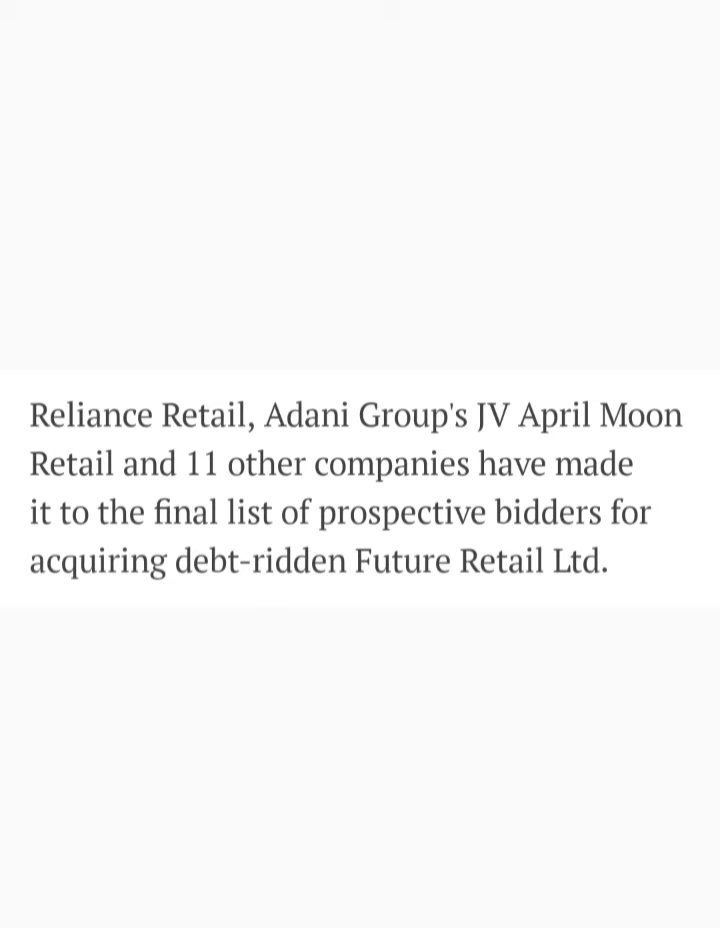 Reliance Retail, Adani Group's JV April Moon
Retail and 11 other companies have made
it to the final list of prospective bidders for
acquiring debt-ridden Future Retail Ltd.